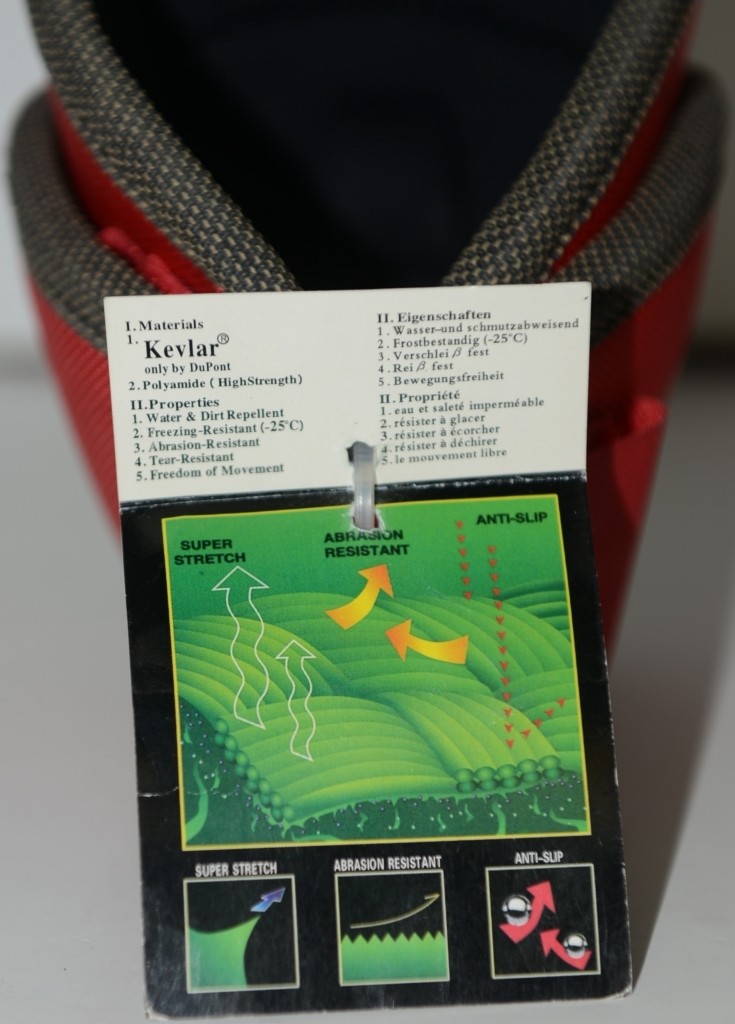 I. Materials
1. Kevlar®
only by DuPont
2. Polyamide ( HighStrength)
II.Properties
1. Water & Dirt Repellent
2. Freezing-Resistant (-25°C)
3. Abrasion-Resistant
4. Tear-Resistant
5. Freedom of Movement
II. Eigenschaften
1. Wasser-und schmutzabweisend
2. Frostbestandig (-25°C)
3. Verschlei β fest
4. Rei β fest
5. Bewegungsfreiheit
II. Propriété
1. eau et saleté imperméable
2. résister à glacer
3. résister à écorcher
4. résister à déchirer
5. le mouvement libre
SUPER
STRETCH
ABRASION
RESISTANT
ANTI-SLIP
SUPER STRETCH
ABRASION RESISTANT
ANTI-SLIP